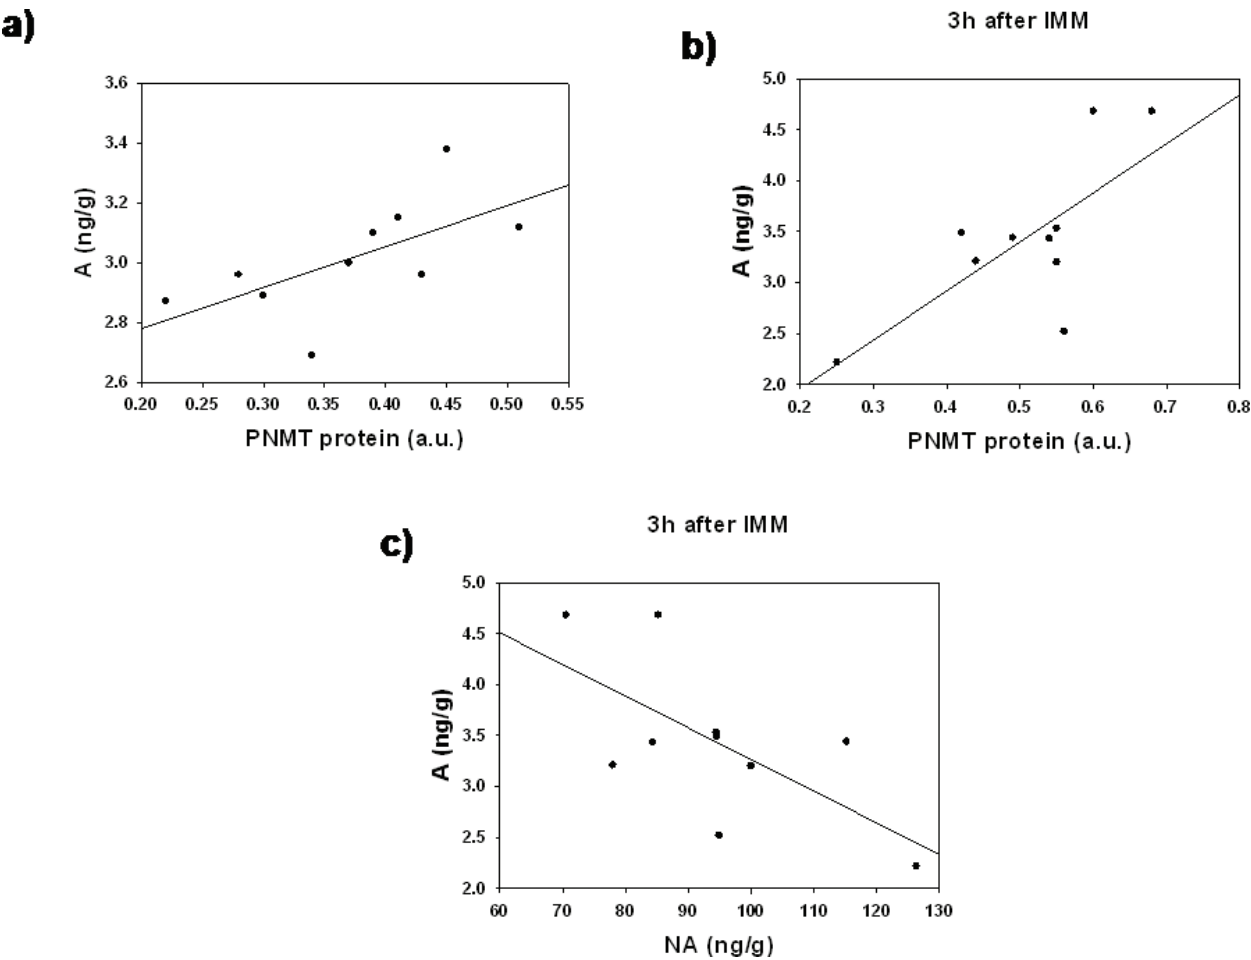 a)
3.6
3.4
3.2
3.0
2.8
2.6
A (ng/g)
0.20 0.25 0.30 0.35 0.40 0.45 0.50 0.55
PNMT protein (a.u.)
3h after IMM
b)
5.0
4.5
4.0
3.5
3.0
2.5
2.0
A (ng/g)
0.2 0.3 0.4 0.5 0.6 0.7 0.8
PNMT protein (a.u.)
3h after IMM
c)
5.0
4.5
4.0
3.5
3.0
2.5
2.0
A (ng/g)
60 70 80 90 100 110 120 130
NA (ng/g)